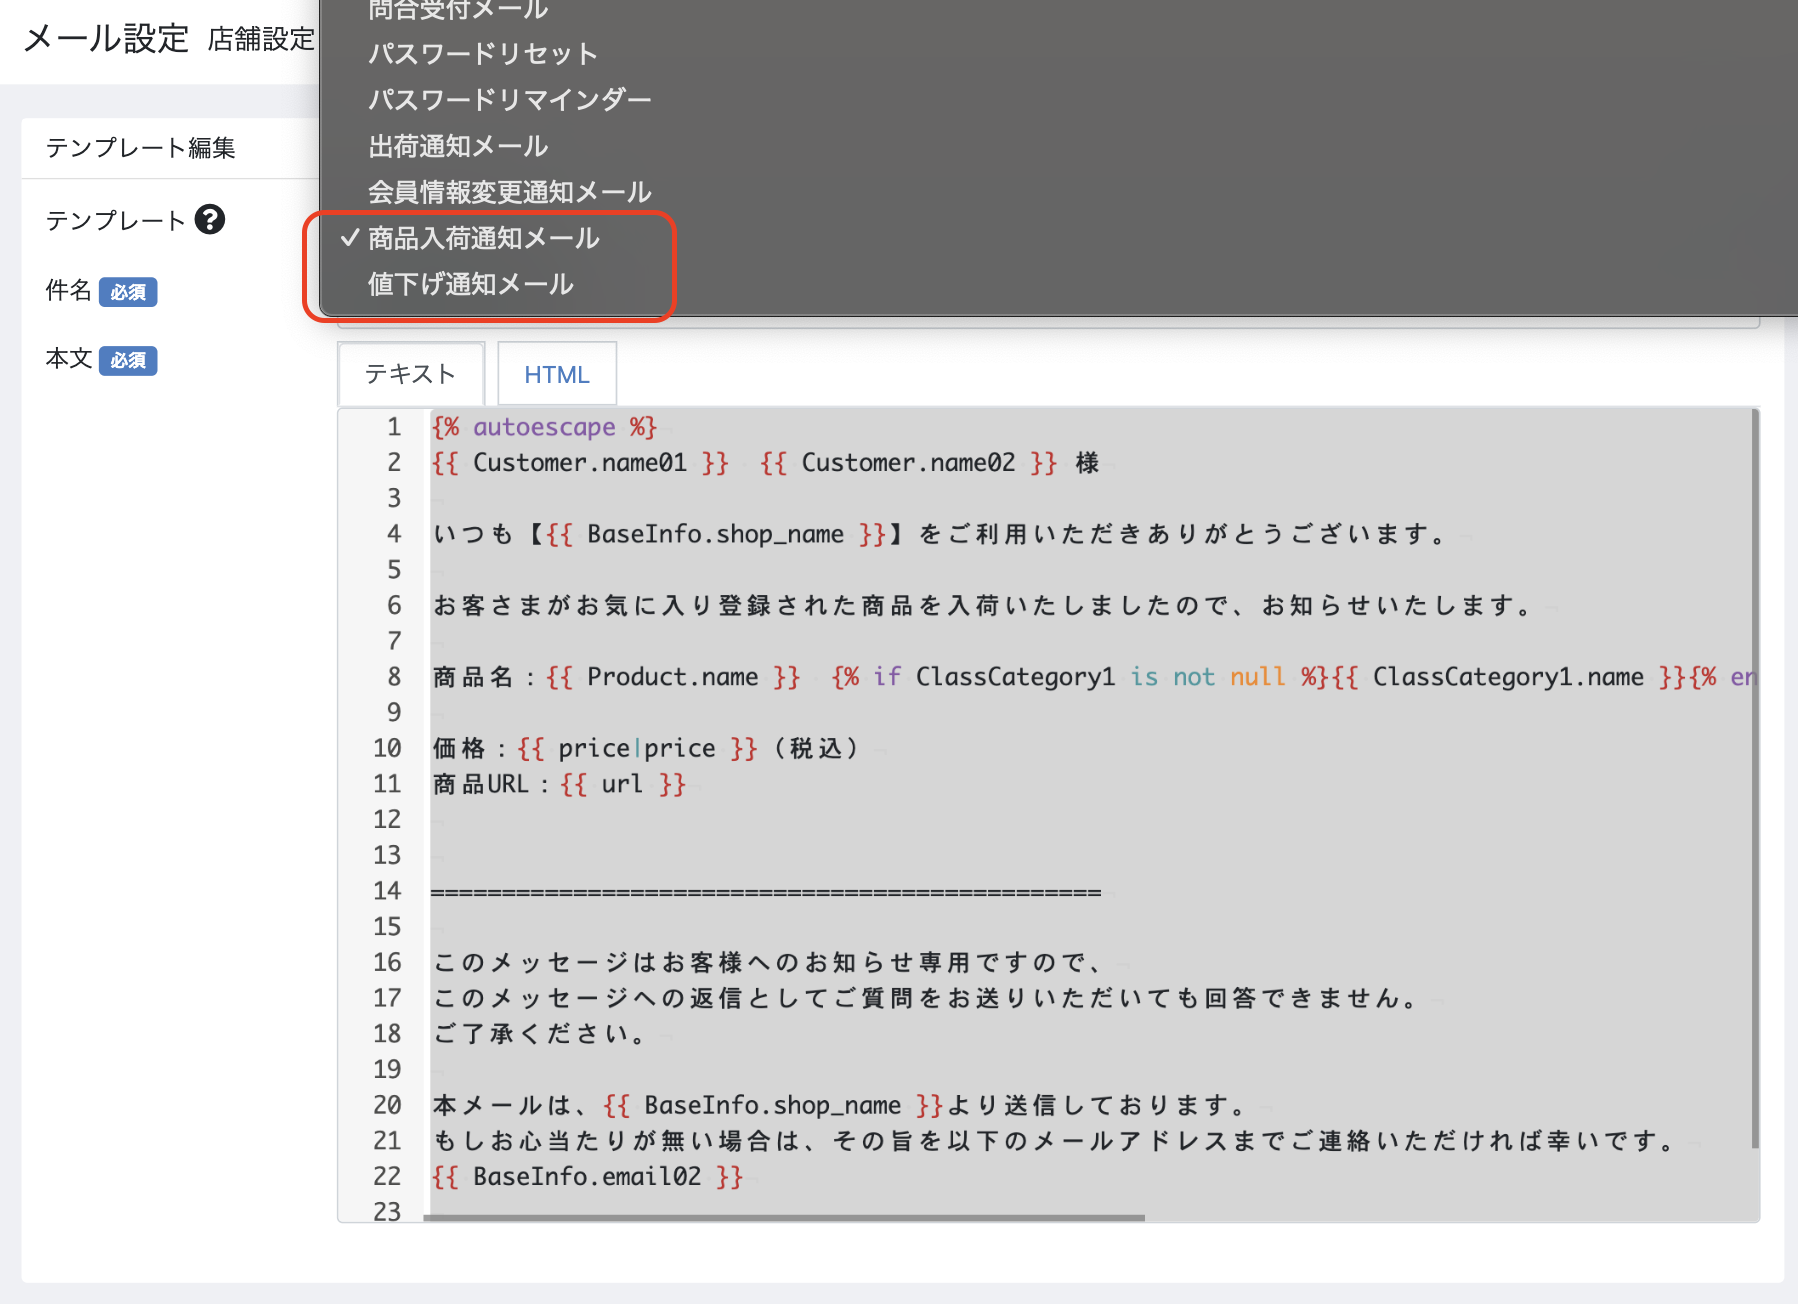 メール設定 店舗設定
問合受付メール
パスワードリセット
パスワードリマインダー
出荷通知メール
会員情報変更通知メール
✓ 商品入荷通知メール
値下げ通知メール
テンプレート編集
テンプレート ?
件名 必須
本文 必須
テキスト HTML
1 {% autoescape %}
2 {{ Customer.name01 }} {{ Customer.name02 }} 様
3
4 いつも【{{ BaseInfo.shop_name }}】をご利用いただきありがとうございます。
5
6 お客さまがお気に入り登録された商品を入荷いたしましたので、お知らせいたします。
7
8 商品名：{{ Product.name }} {% if ClassCategory1 is not null %}{{ ClassCategory1.name }}{% en
9
10 価格：{{ price|price }}（税込）
11 商品URL：{{ url }}
12
13
14 ===============================================
15
16 このメッセージはお客様へのお知らせ専用ですので、
17 このメッセージへの返信としてご質問をお送りいただいても回答できません。
18 ご了承ください。
19
20 本メールは、{{ BaseInfo.shop_name }}より送信しております。
21 もしお心当たりが無い場合は、その旨を以下のメールアドレスまでご連絡いただければ幸いです。
22 {{ BaseInfo.email02 }}
23